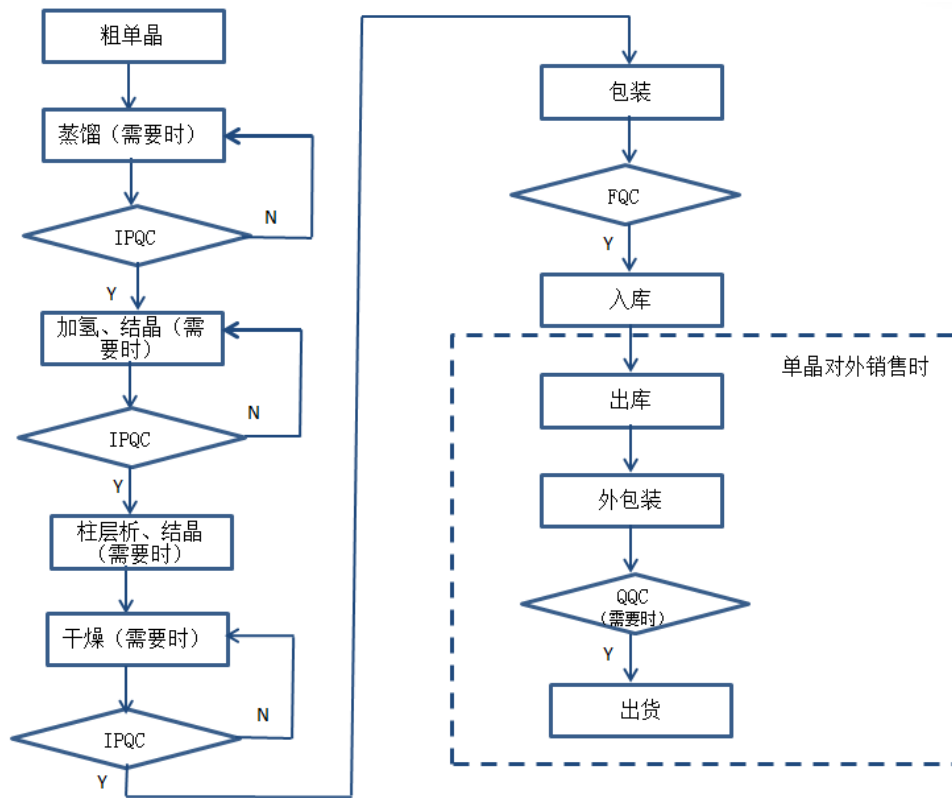 粗单晶
蒸馏（需要时）
N
IPQC
Y
加氢、结晶（需
要时）
N
IPQC
Y
柱层析、结晶
（需要时）
干燥（需要时）
N
IPQC
Y
包装
FQC
Y
入库
单晶对外销售时
出库
外包装
QQC
（需要时）
Y
出货